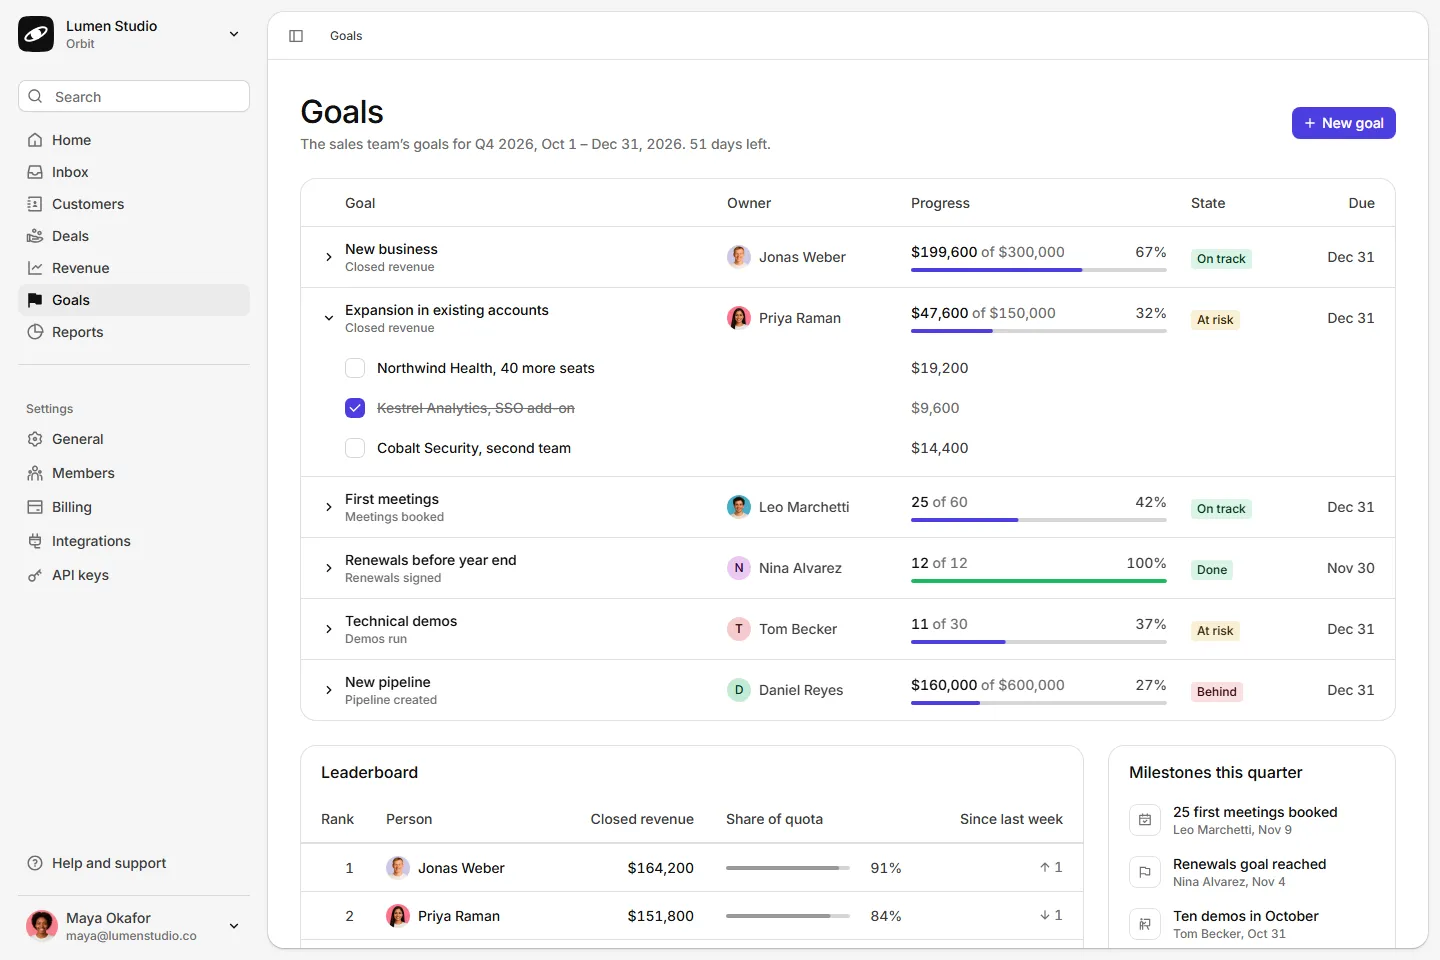 Lumen Studio
Orbit
Search
Home
Inbox
Customers
Deals
Revenue
Goals
Reports
Settings
General
Members
Billing
Integrations
API keys
Help and support
Maya Okafor
maya@lumenstudio.co
Goals
Goals
The sales team's goals for Q4 2026, Oct 1 – Dec 31, 2026. 51 days left.
+ New goal
Goal Owner Progress State Due
New business
Closed revenue
Jonas Weber $199,600 of $300,000 67% On track Dec 31
Expansion in existing accounts
Closed revenue
Priya Raman $47,600 of $150,000 32% At risk Dec 31
Northwind Health, 40 more seats $19,200
Kestrel Analytics, SSO add-on $9,600
Cobalt Security, second team $14,400
First meetings
Meetings booked
Leo Marchetti 25 of 60 42% On track Dec 31
Renewals before year end
Renewals signed
N Nina Alvarez 12 of 12 100% Done Nov 30
Technical demos
Demos run
T Tom Becker 11 of 30 37% At risk Dec 31
New pipeline
Pipeline created
D Daniel Reyes $160,000 of $600,000 27% Behind Dec 31
Leaderboard
Rank Person Closed revenue Share of quota Since last week
1 Jonas Weber $164,200 91% ↑ 1
2 Priya Raman $151,800 84% ↓ 1
Milestones this quarter
25 first meetings booked
Leo Marchetti, Nov 9
Renewals goal reached
Nina Alvarez, Nov 4
Ten demos in October
Tom Becker, Oct 31